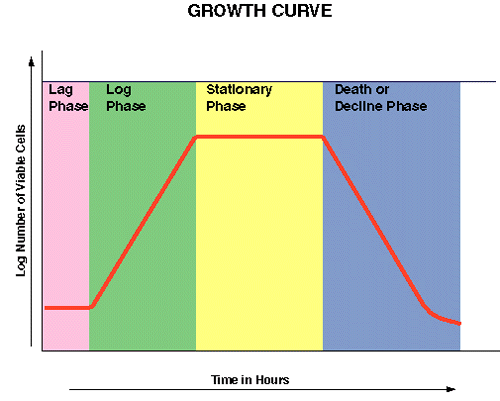 GROWTH CURVE
Lag
Phase
Log
Phase
Stationary
Phase
Death or
Decline Phase
Log Number of Viable Cells
Time in Hours